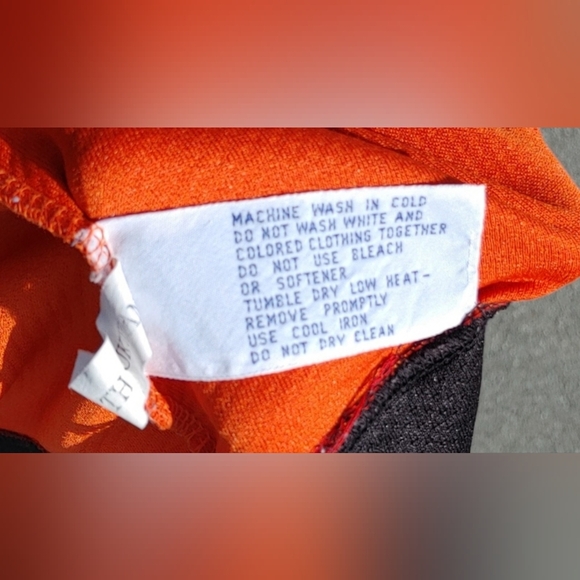 MACHINE WASH IN COLD
DO NOT WASH WHITE AND
COLORED CLOTHING TOGETHER
DO NOT USE BLEACH
OR SOFTENER
TUMBLE DRY LOW HEAT-
REMOVE PROMPTLY
USE COOL IRON
DO NOT DRY CLEAN
TH